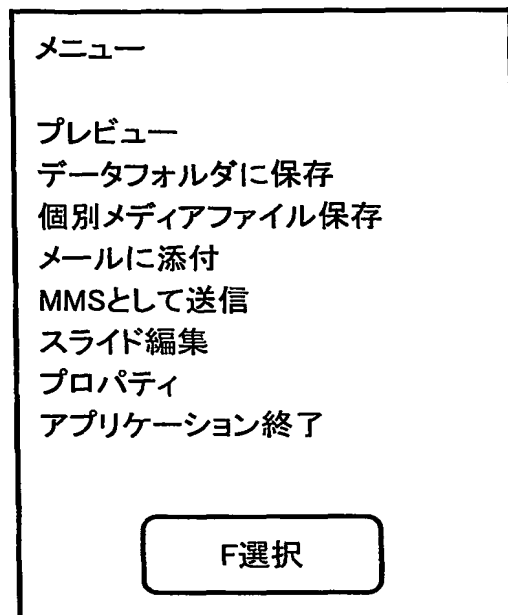 メニュー
プレビュー
データフォルダに保存
個別メディアファイル保存
メールに添付
MMSとして送信
スライド編集
プロパティ
アプリケーション終了
F選択